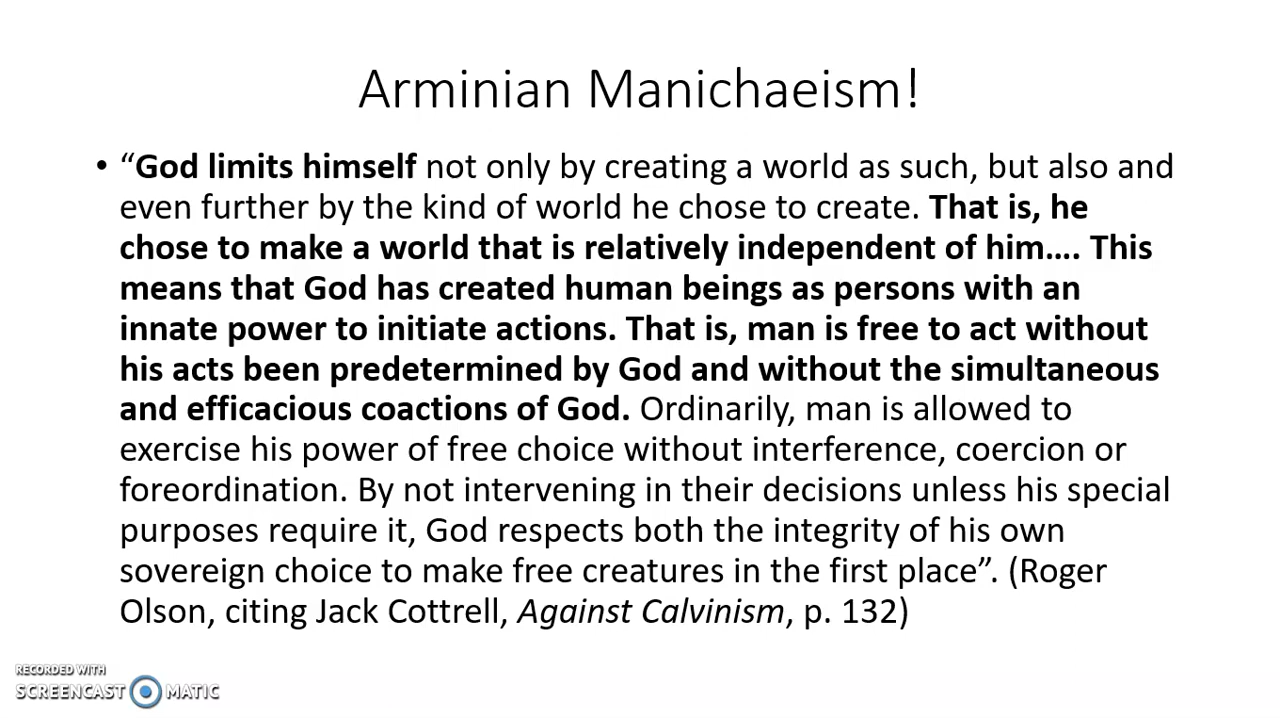 Arminian Manichaeism!
• “God limits himself not only by creating a world as such, but also and
even further by the kind of world he chose to create. That is, he
chose to make a world that is relatively independent of him…. This
means that God has created human beings as persons with an
innate power to initiate actions. That is, man is free to act without
his acts been predetermined by God and without the simultaneous
and efficacious coactions of God. Ordinarily, man is allowed to
exercise his power of free choice without interference, coercion or
foreordination. By not intervening in their decisions unless his special
purposes require it, God respects both the integrity of his own
sovereign choice to make free creatures in the first place”. (Roger
Olson, citing Jack Cottrell, Against Calvinism, p. 132)
RECORDED WITH
SCREENCAST MATIC